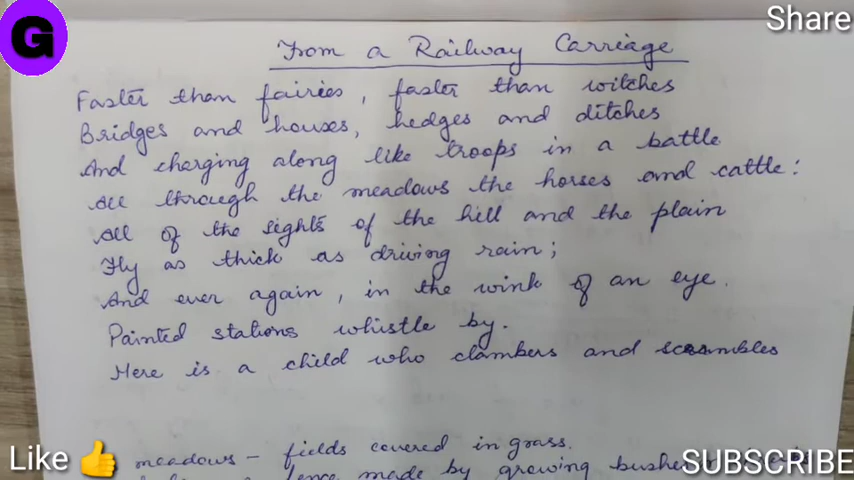 G
Share
From a Railway Carriage
Faster than fairies, faster than witches
Bridges and houses, hedges and ditches
And charging along like troops in a battle
All through the meadows the horses and cattle:
All of the sights of the hill and the plain
Fly as thick as driving rain;
And ever again, in the wink of an eye.
Painted stations whistle by.
Here is a child who clambers and scrambles
meadows – fields covered in grass.
fence made by growing bushes
Like
SUBSCRIBE